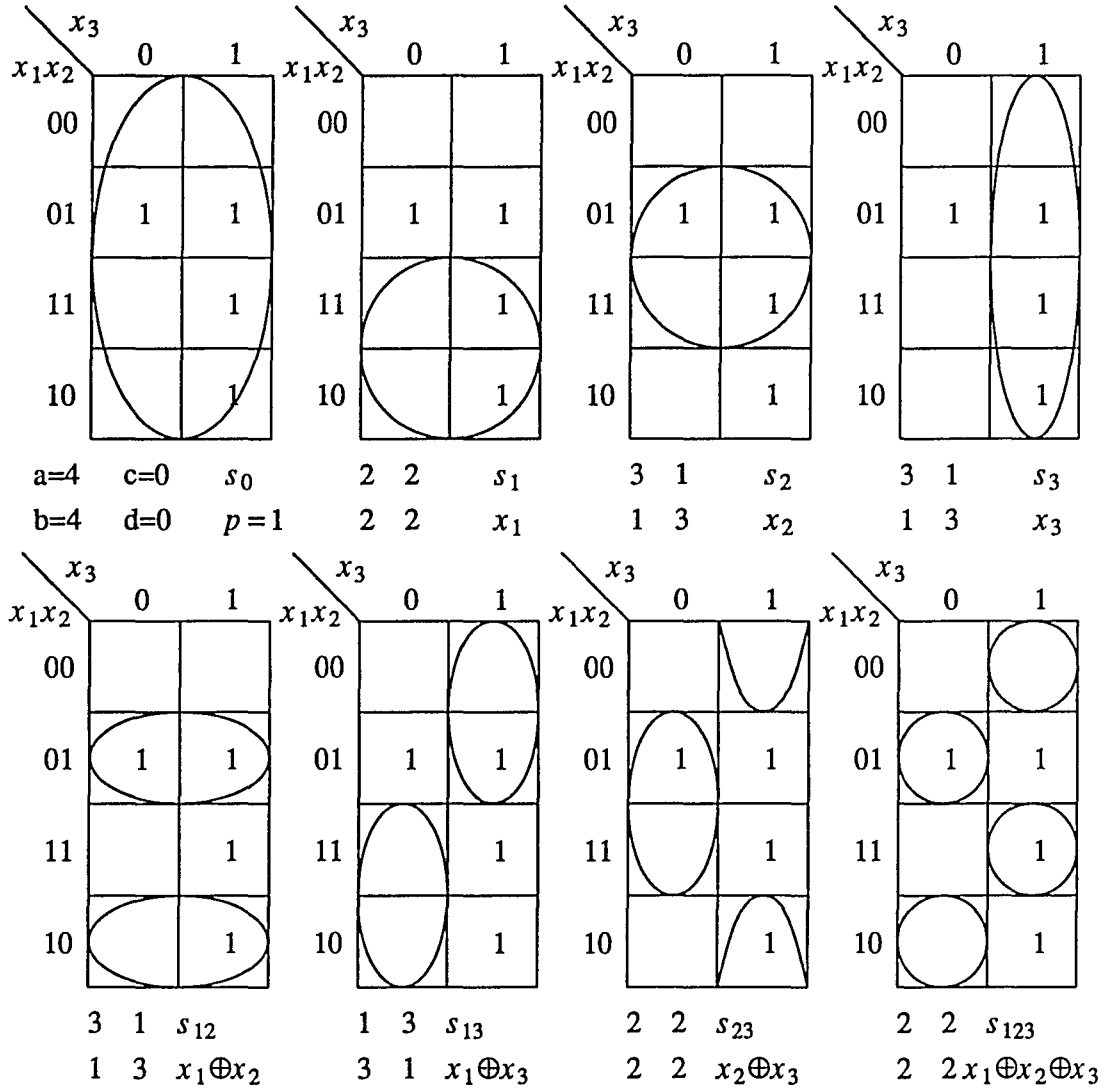 x3 x3 x3 x3
0 1 0 1 0 1 0 1
x1x2 x1x2 x1x2 x1x2
00 00 00 00
01 1 1 01 1 1 01 1 1 01 1 1
11 1 11 1 11 1 11 1
10 1 10 1 10 1 10 1
a=4 c=0 s0 2 2 s1 3 1 s2 3 1 s3
b=4 d=0 p=1 2 2 x1 1 3 x2 1 3 x3
x3 x3 x3 x3
0 1 0 1 0 1 0 1
x1x2 x1x2 x1x2 x1x2
00 00 00 00
01 1 1 01 1 1 01 1 1 01 1 1
11 1 11 1 11 1 11 1
10 1 10 1 10 1 10 1
3 1 s12 1 3 s13 2 2 s23 2 2 s123
1 3 x1⊕x2 3 1 x1⊕x3 2 2 x2⊕x3 2 2 x1⊕x2⊕x3